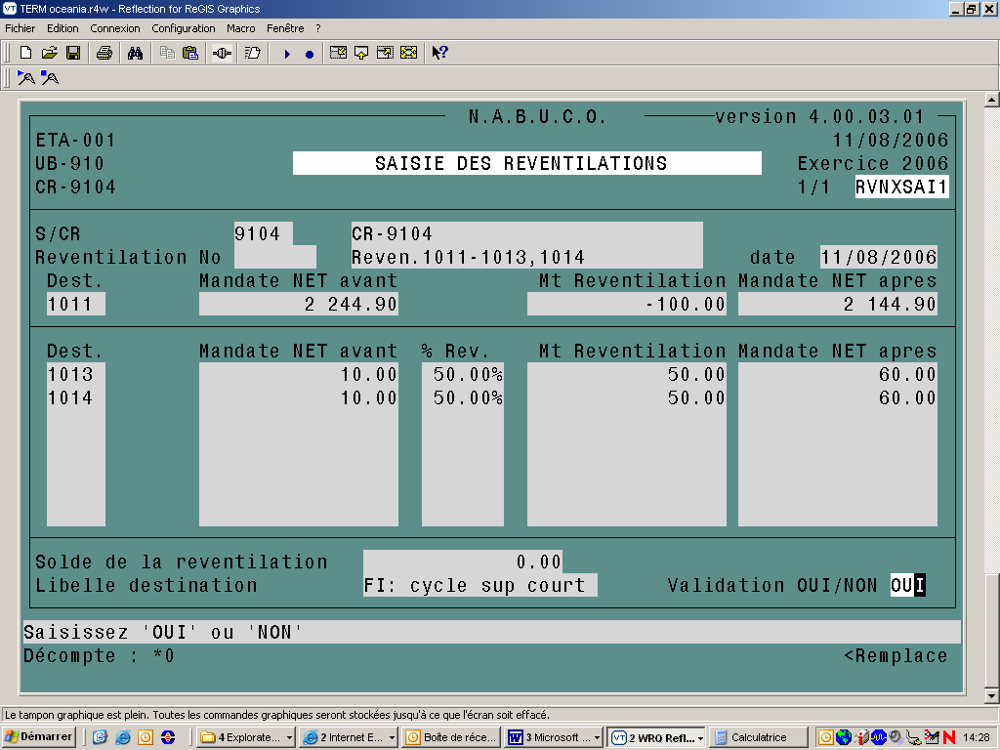 TERM oceania.r4w - Reflection for ReGIS Graphics
Fichier Edition Connexion Configuration Macro Fenêtre ?
N.A.B.U.C.O. version 4.00.03.01
ETA-001 11/08/2006
UB-910 SAISIE DES REVENTILATIONS Exercice 2006
CR-9104 1/1 RVNXSAI1
S/CR 9104 CR-9104
Reventilation No Reven.1011-1013,1014 date 11/08/2006
Dest. Mandate NET avant Mt Reventilation Mandate NET apres
1011 2 244.90 -100.00 2 144.90
Dest. Mandate NET avant % Rev. Mt Reventilation Mandate NET apres
1013 10.00 50.00% 50.00 60.00
1014 10.00 50.00% 50.00 60.00
Solde de la reventilation 0.00
Libelle destination FI: cycle sup court Validation OUI/NON OUI
Saisissez 'OUI' ou 'NON'
Décompte : *0 <Remplace
Le tampon graphique est plein. Toutes les commandes graphiques seront stockées jusqu'à ce que l'écran soit effacé.
Démarrer 4 Explorate... 2 Internet E... Boîte de réce... 3 Microsoft ... 2 WRQ Refl... Calculatrice 14:28